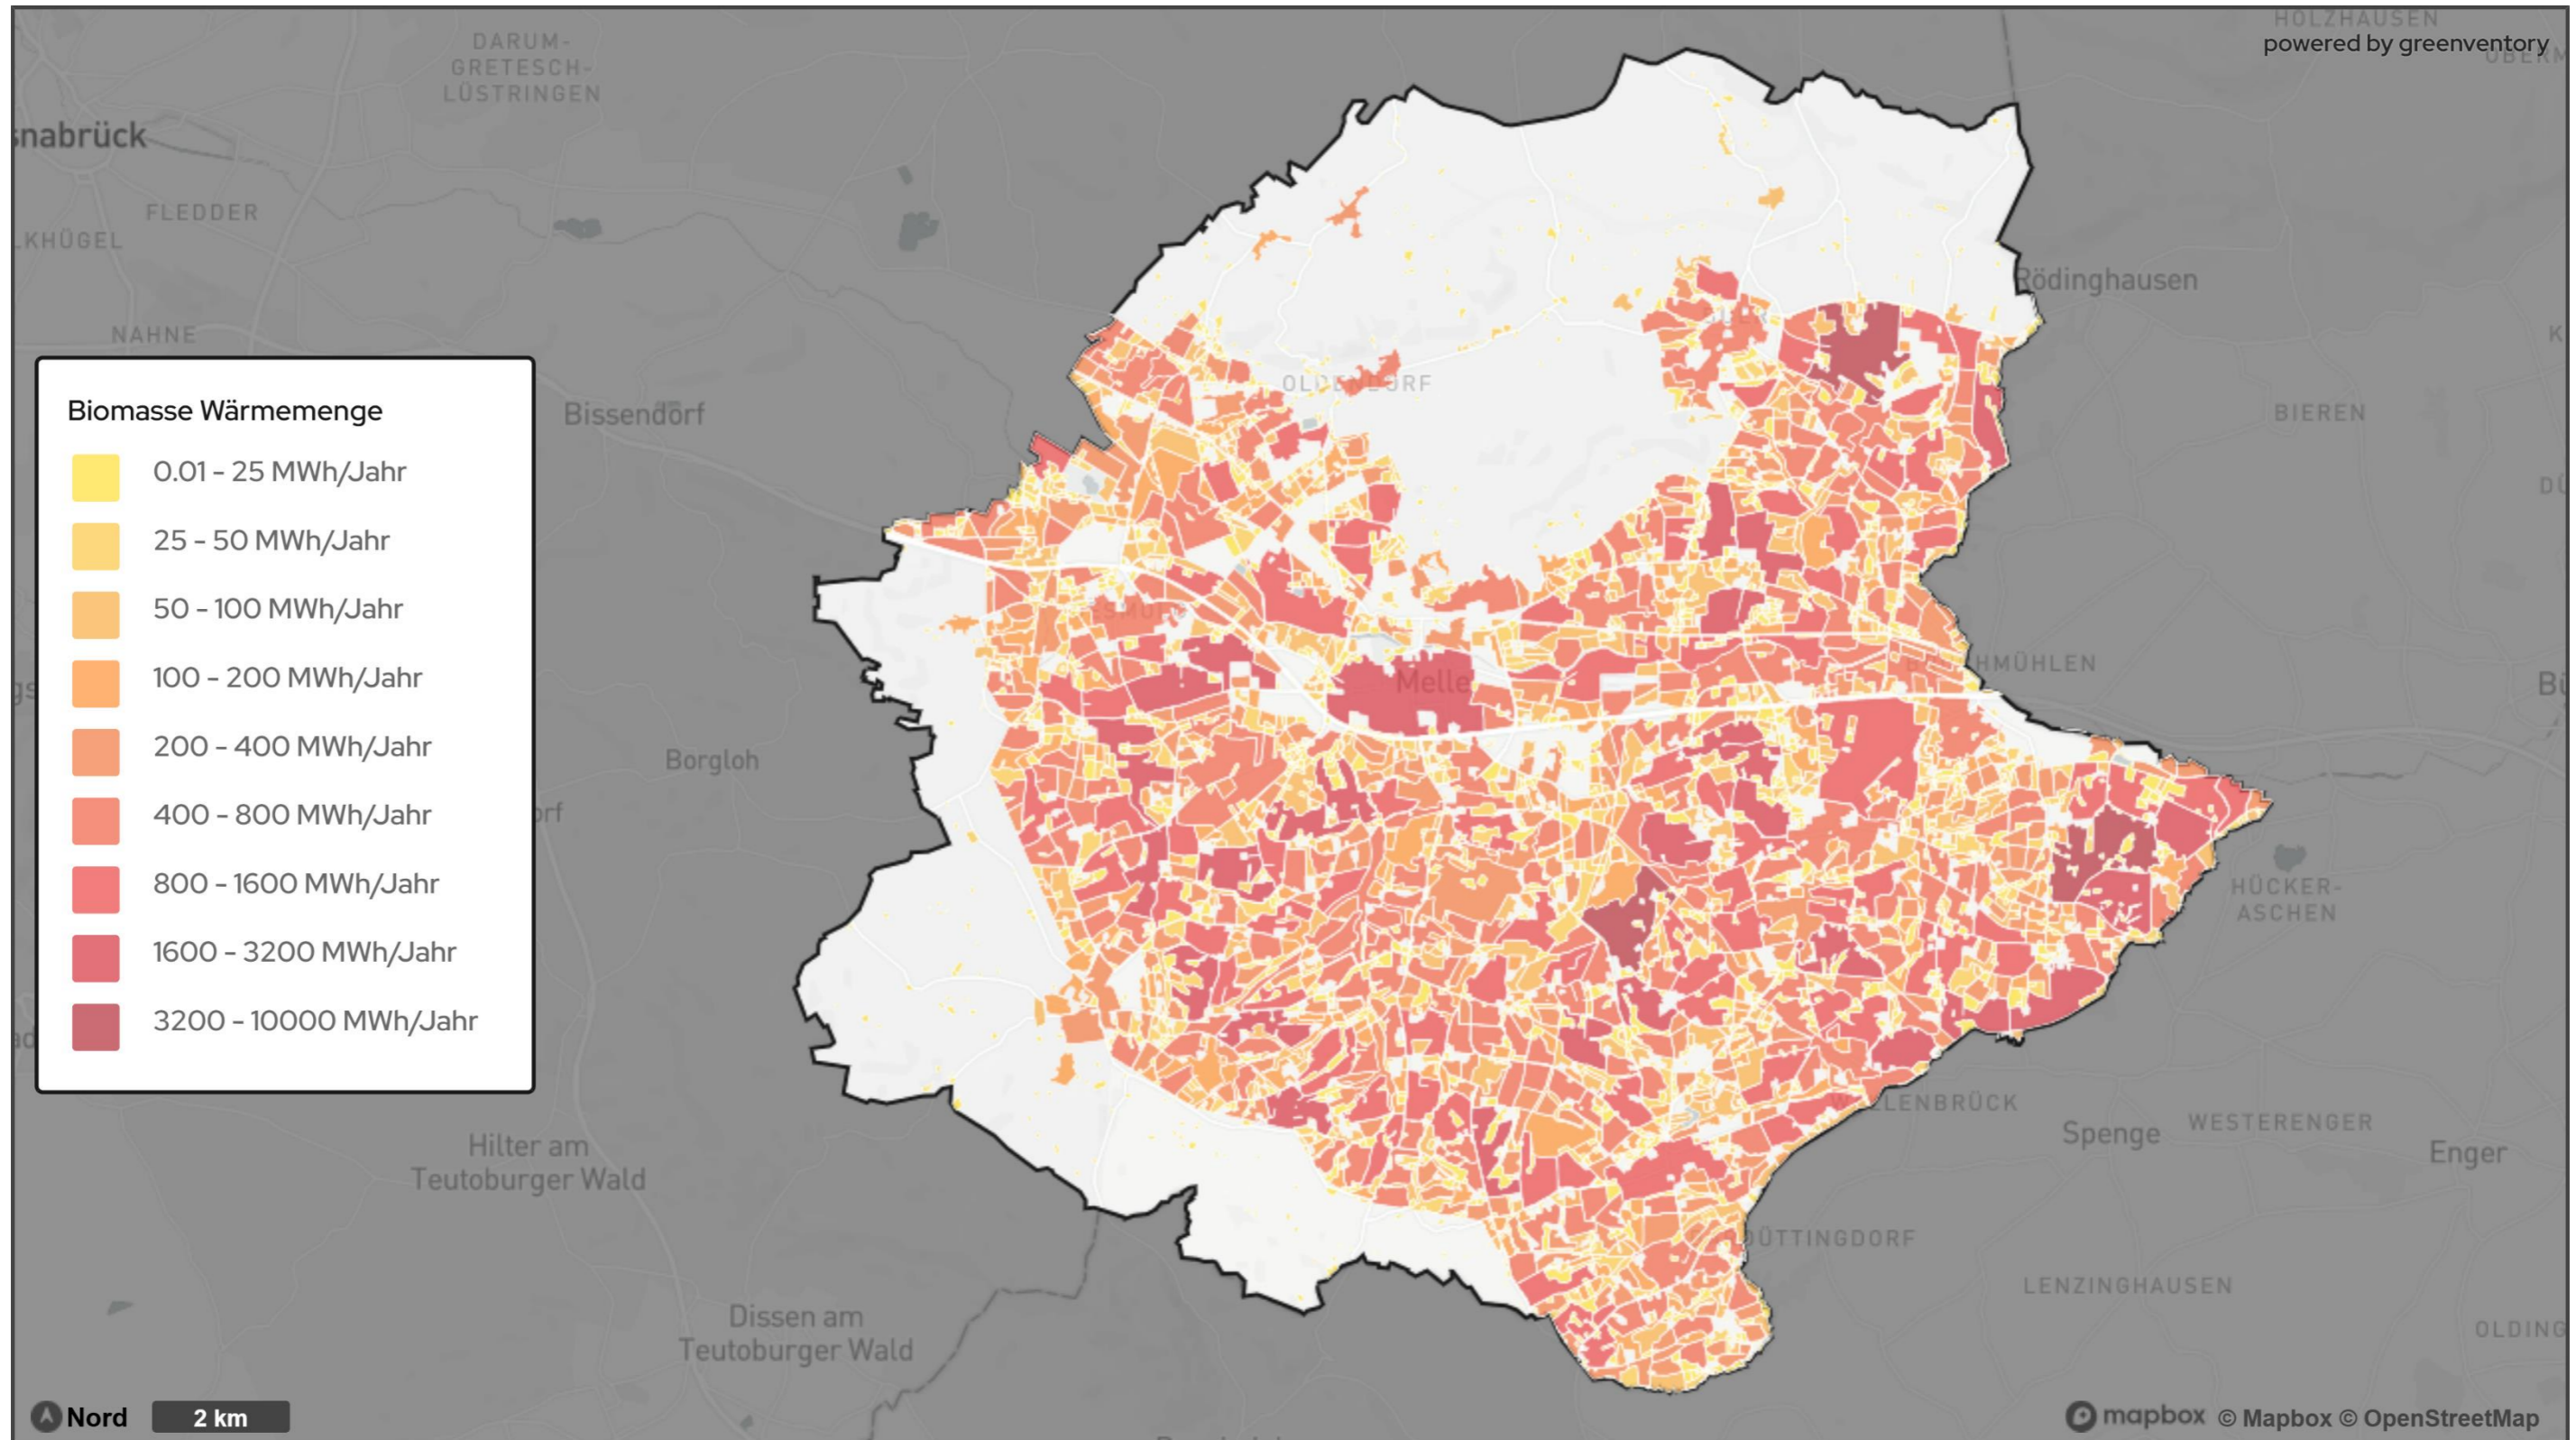 HOLZHAUSEN
powered by greenventory
DARUM-
GRETESCH-
LÜSTRINGEN
snabrück
FLEDDER
LKHÜGEL
Rödinghausen
NAHNE
OLDENDORF
Bissendorf
BIEREN
Biomasse Wärmemenge
0.01 - 25 MWh/Jahr
25 - 50 MWh/Jahr
50 - 100 MWh/Jahr
100 - 200 MWh/Jahr
200 - 400 MWh/Jahr
400 - 800 MWh/Jahr
800 - 1600 MWh/Jahr
1600 - 3200 MWh/Jahr
3200 - 10000 MWh/Jahr
Melle
Borgloh
orf
HÜCKER-
ASCHEN
Spenge
WESTERENGER
Enger
Hilter am
Teutoburger Wald
LENZINGHAUSEN
Dissen am
Teutoburger Wald
OLDING
Nord
2 km
mapbox © Mapbox © OpenStreetMap